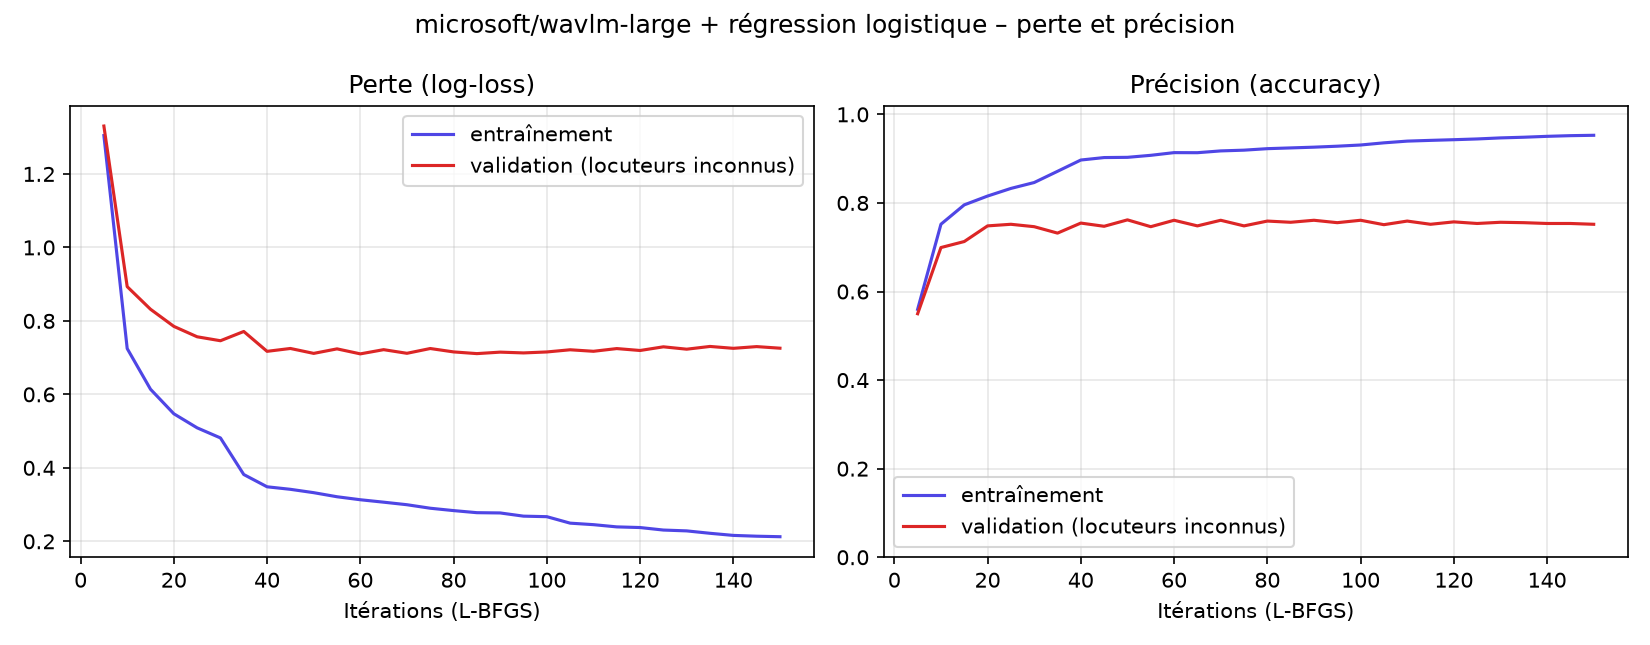 microsoft/wavlm-large + régression logistique – perte et précision
Perte (log-loss)
entraînement
validation (locuteurs inconnus)
1.2
1.0
0.8
0.6
0.4
0.2
0 20 40 60 80 100 120 140
Itérations (L-BFGS)
Précision (accuracy)
1.0
0.8
0.6
0.4
0.2
0.0
entraînement
validation (locuteurs inconnus)
0 20 40 60 80 100 120 140
Itérations (L-BFGS)